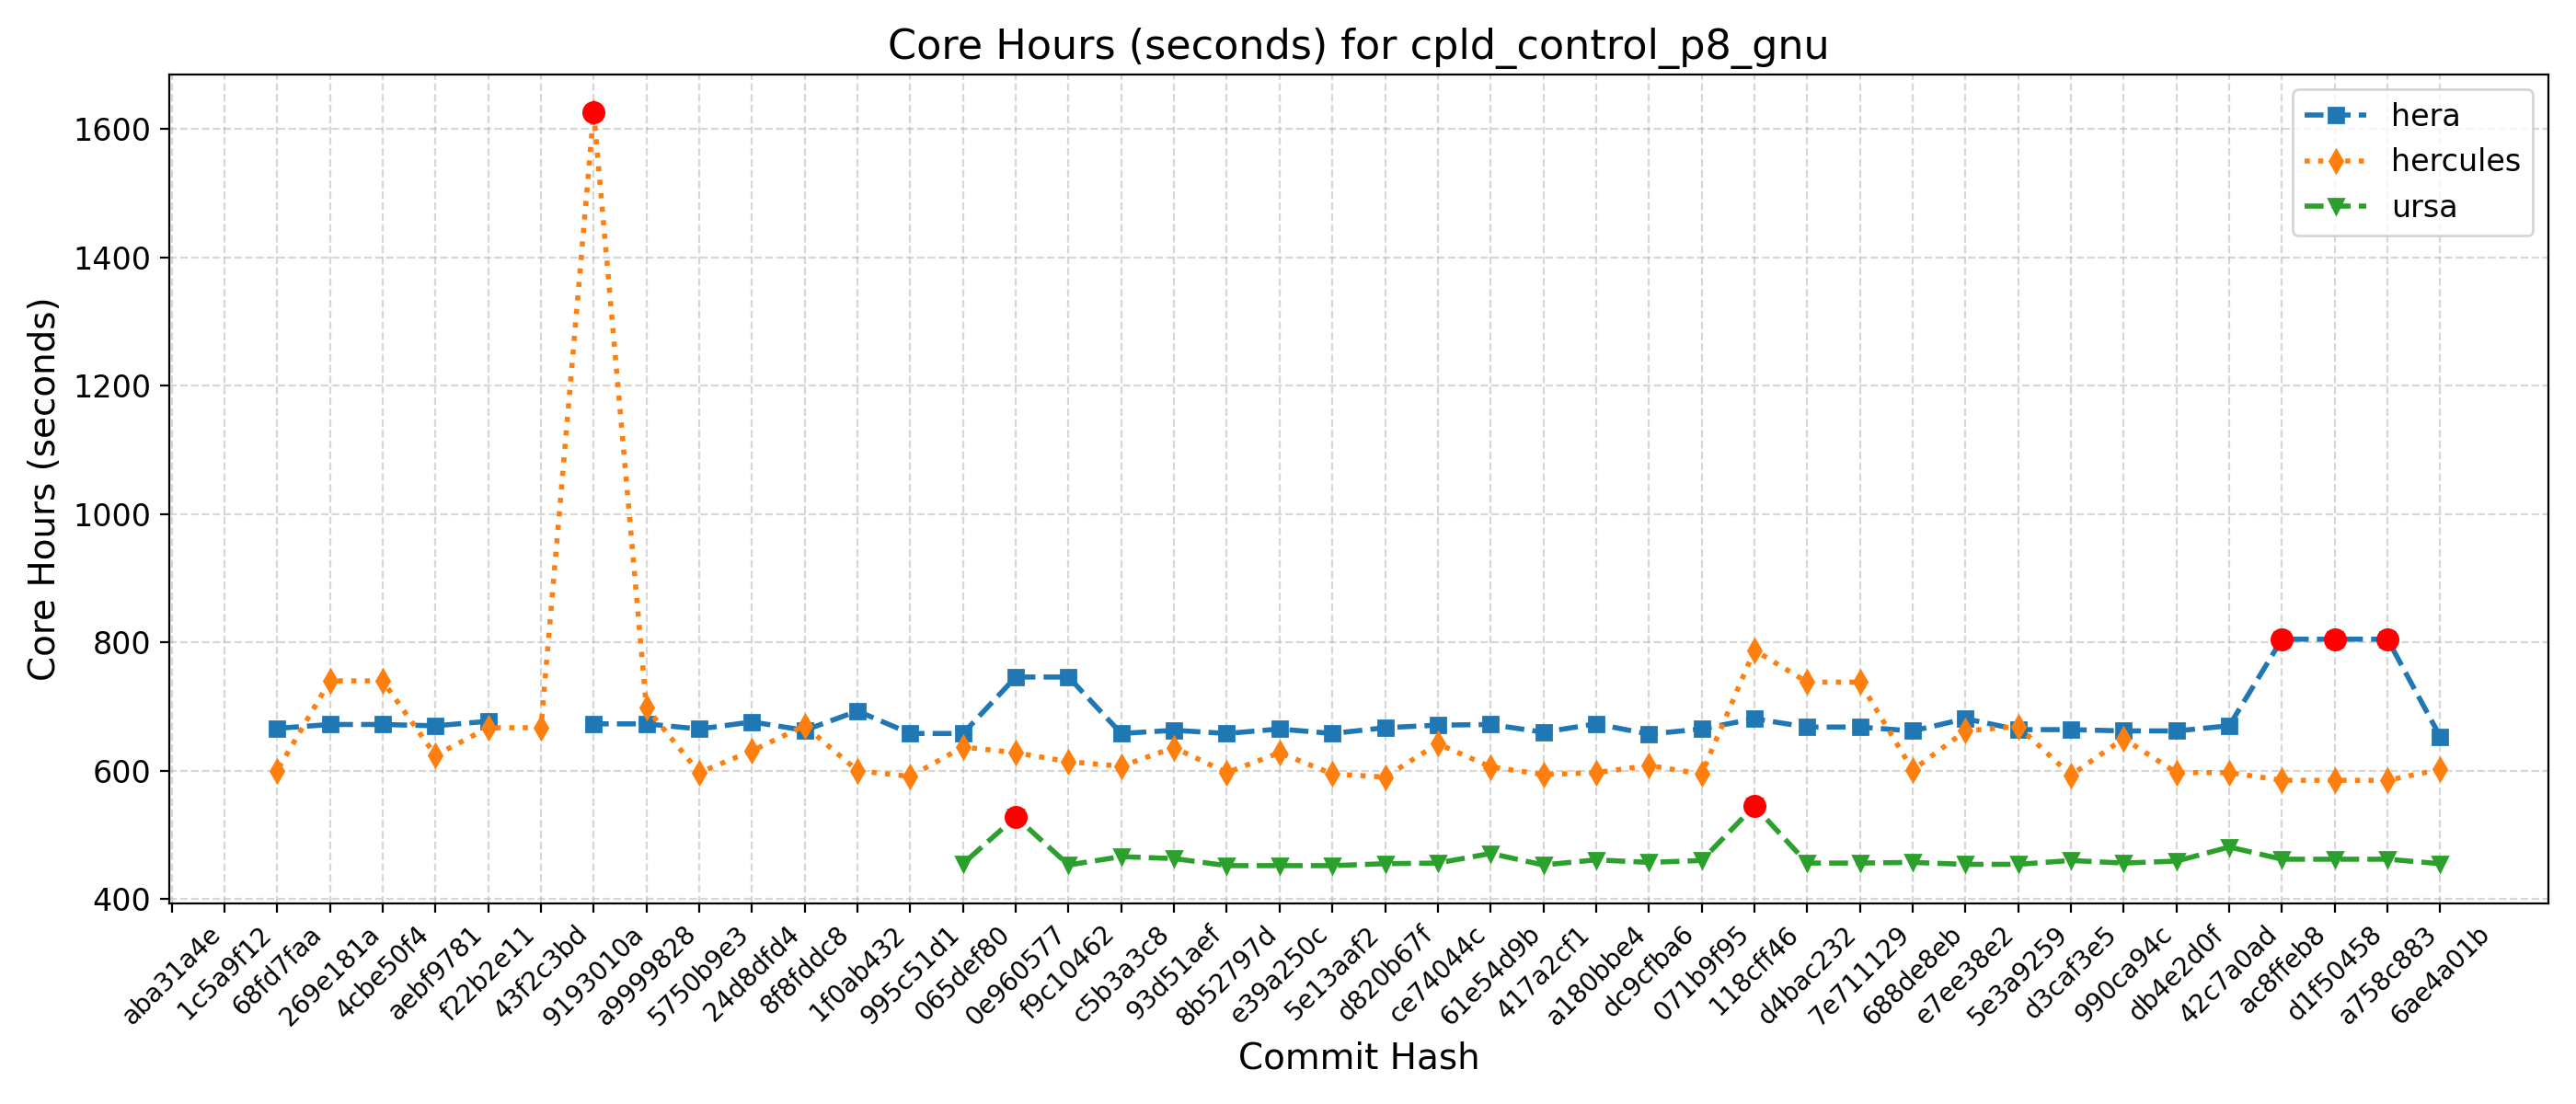 Core Hours (seconds) for cpld_control_p8_gnu
Core Hours (seconds)
1600
1400
1200
1000
800
600
400
hera
hercules
ursa
aba31a4e
1c5a9f12
68fd7faa
269e181a
4cbe50f4
aebf9781
f22b2e11
43f2c3bd
9193010a
a9999828
5750b9e3
24d8dfd4
8f8fddc8
1f0ab432
995c51d1
065def80
0e960577
f9c10462
c5b3a3c8
93d51aef
8b52797d
e39a250c
5e13aaf2
d820b67f
ce74044c
61e54d9b
417a2cf1
a180bbe4
dc9cfba6
071b9f95
118cff46
d4bac232
7e711129
688de8eb
e7ee38e2
5e3a9259
d3caf3e5
990ca94c
db4e2d0f
42c7a0ad
ac8ffeb8
d1f50458
a758c883
6ae4a01b
Commit Hash